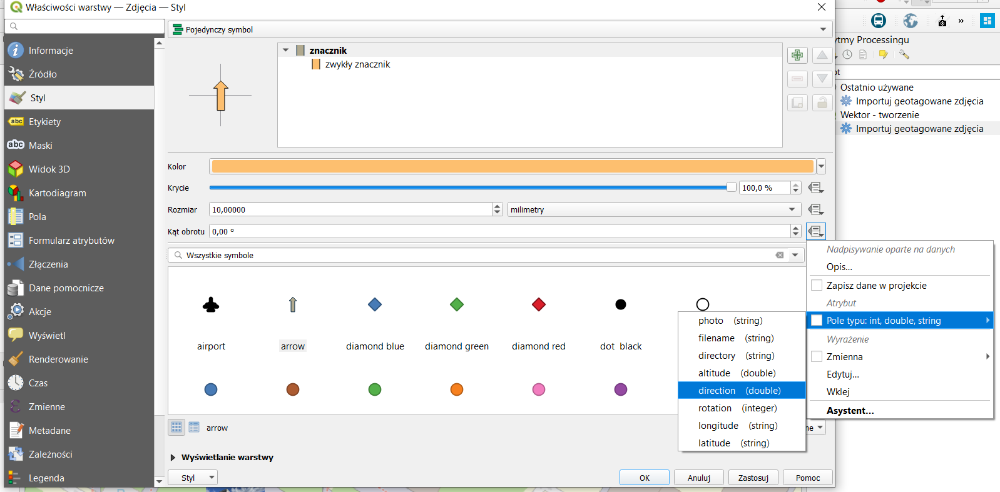 Właściwości warstwy — Zdjęcia — Styl
Informacje
Źródło
Styl
Etykiety
Maski
Widok 3D
Kartodiagram
Pola
Formularz atrybutów
Złączenia
Dane pomocnicze
Akcje
Wyświetl
Renderowanie
Czas
Zmienne
Metadane
Zależności
Legenda
Pojedynczy symbol
znacznik
zwykły znacznik
Kolor
Krycie
100,0 %
Rozmiar
10,00000
milimetry
Kąt obrotu
0,00 °
Wszystkie symbole
airport
arrow
diamond blue
diamond green
diamond red
dot black
arrow
Wyświetlanie warstwy
Styl
OK
Anuluj
Zastosuj
Pomoc
photo (string)
filename (string)
directory (string)
altitude (double)
direction (double)
rotation (integer)
longitude (string)
latitude (string)
Nadpisywanie oparte na danych
Opis...
Zapisz dane w projekcie
Atrybut
Pole typu: int, double, string
Wyrażenie
Zmienna
Edytuj...
Wklej
Asystent...
Processingu
Ostatnio używane
Importuj geotagowane zdjęcia
Wektor - tworzenie
Importuj geotagowane zdjęcia